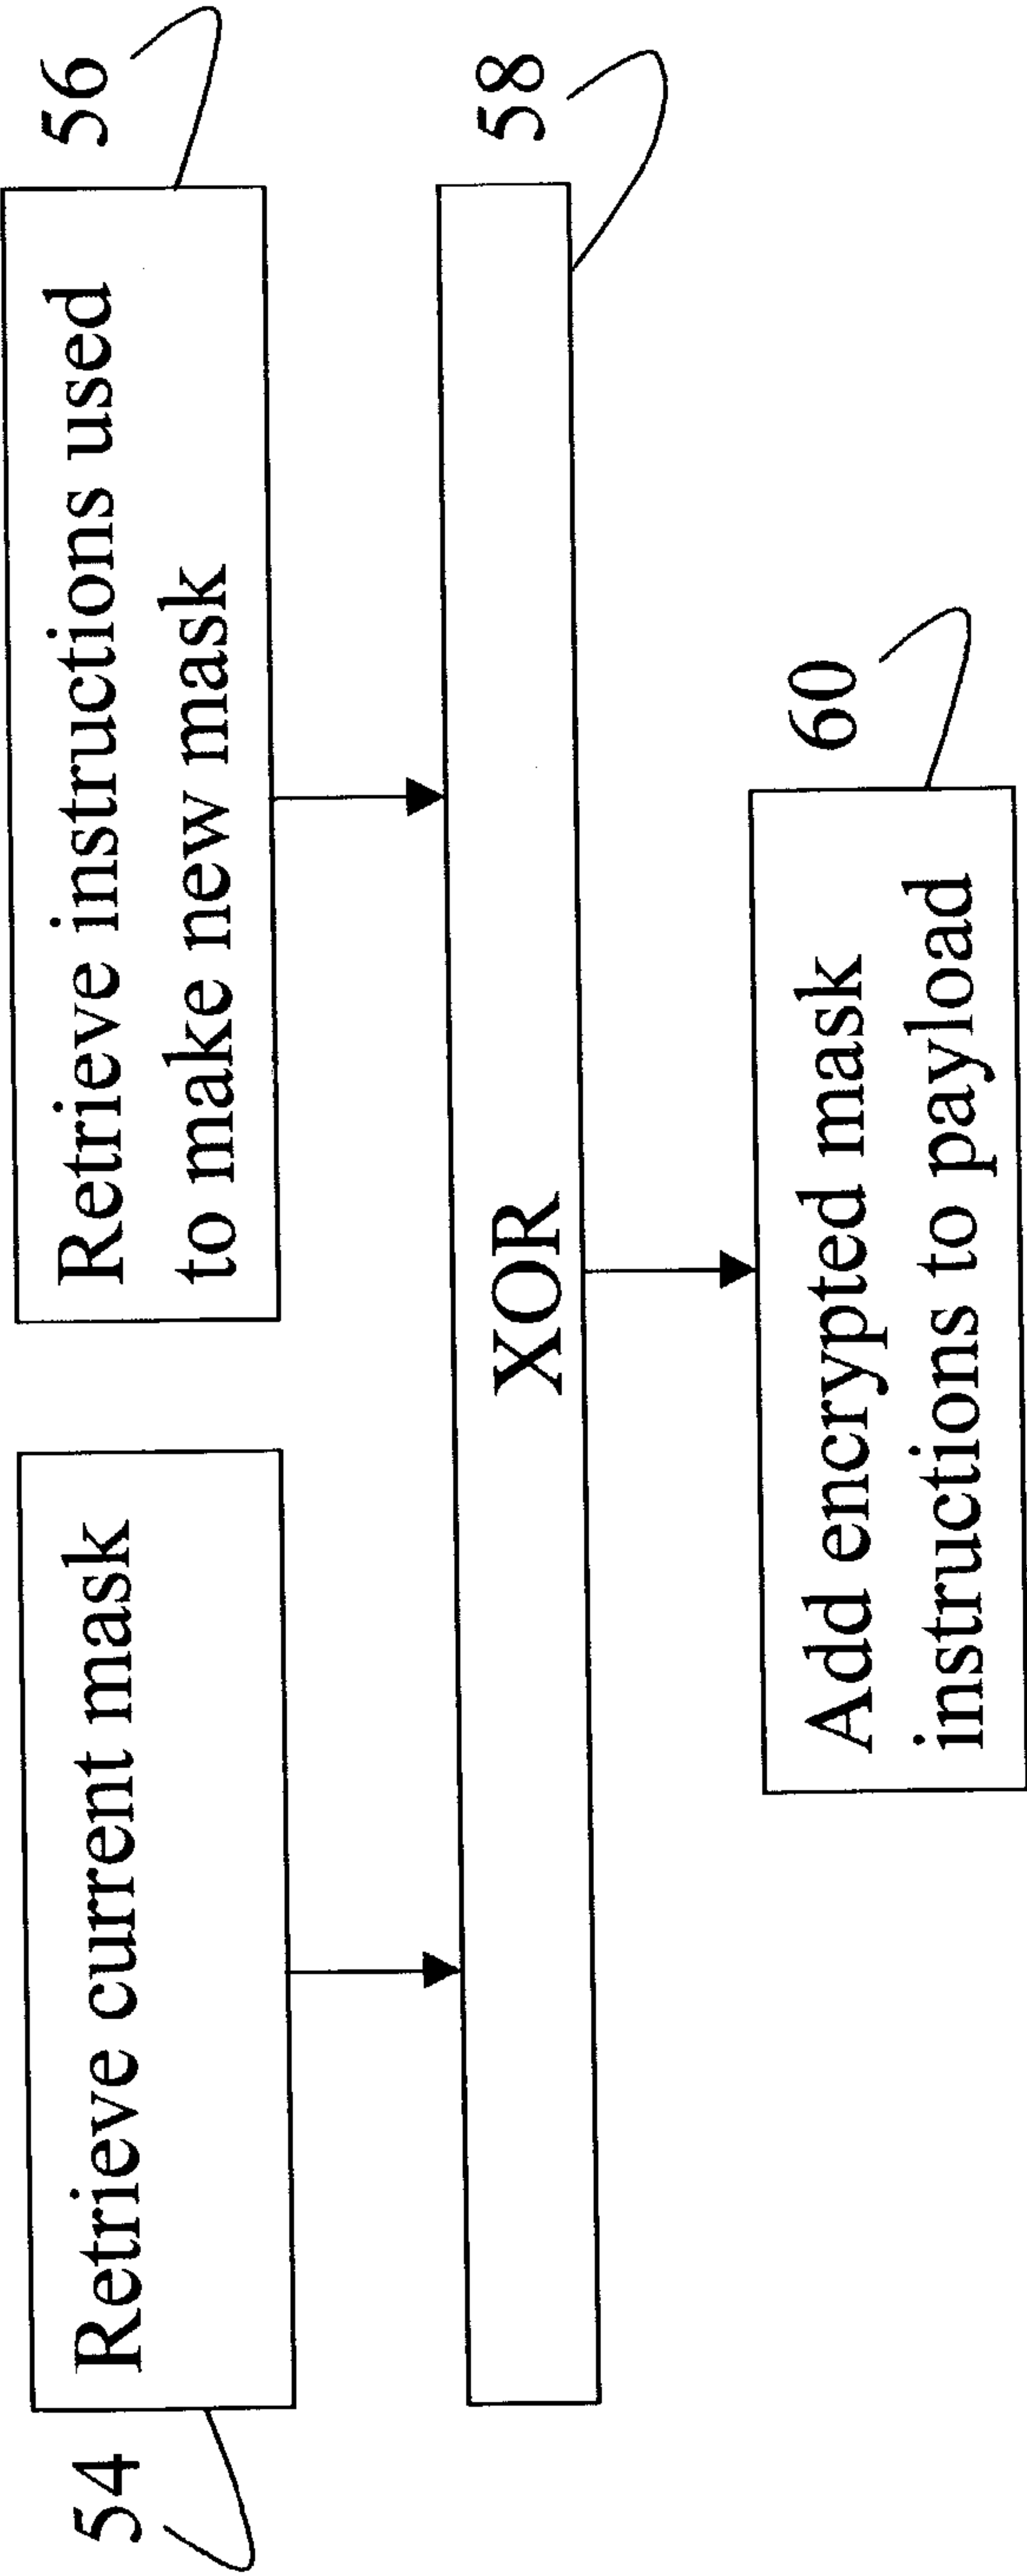 54
Retrieve current mask
Retrieve instructions used
to make new mask
56
XOR
58
Add encrypted mask
instructions to payload
60